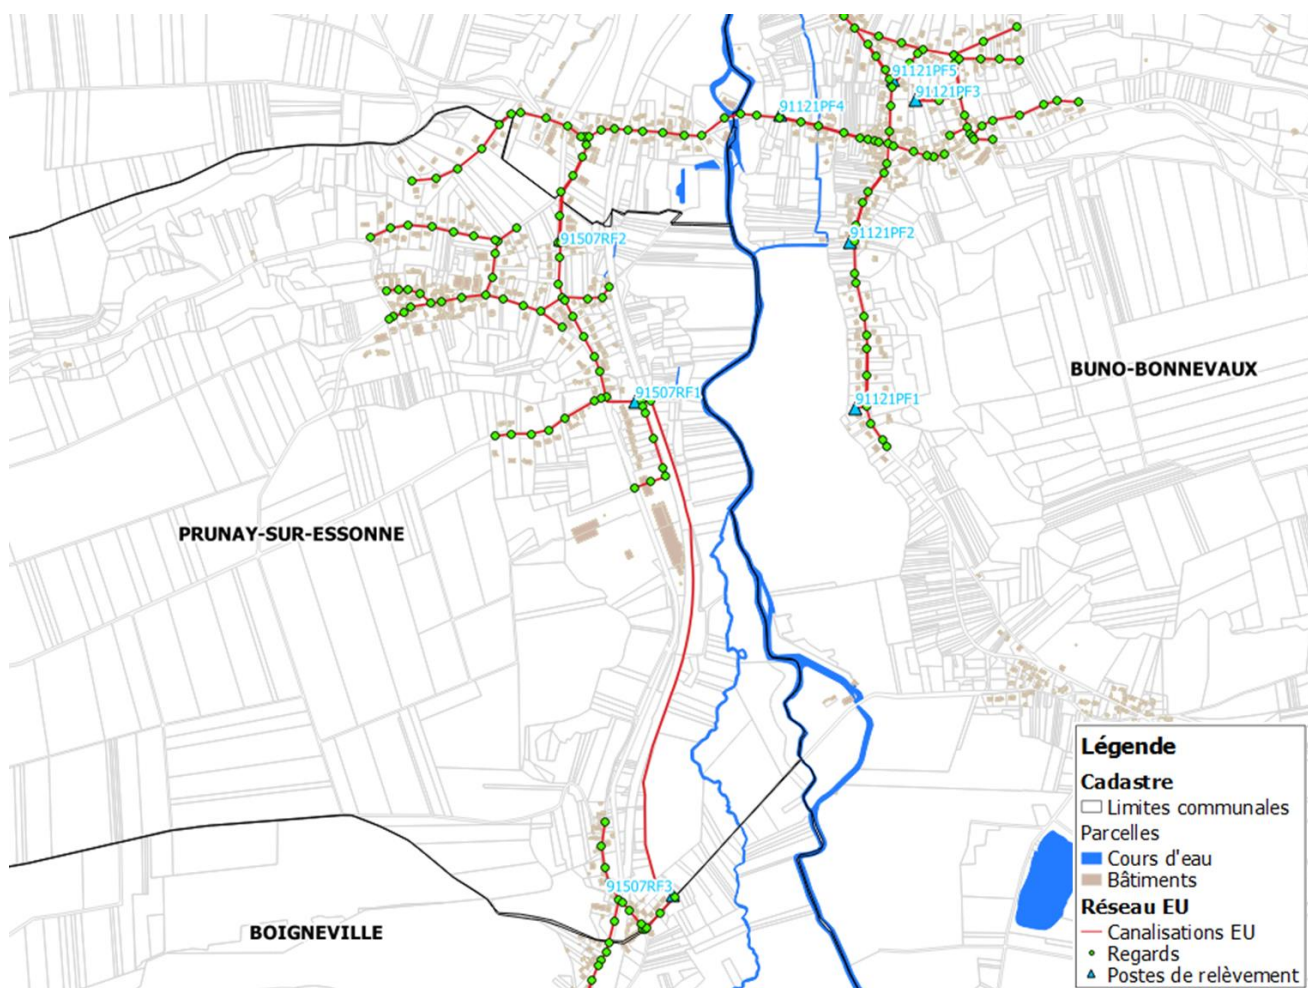 91121PF5
91121PF3
91121PF4
91121PF2
91507RF2
BUNO-BONNEVAUX
91507RF1
91121PF1
PRUNAY-SUR-ESSONNE
91507RF3
BOIGNEVILLE
Légende
Cadastre
Limites communales
Parcelles
Cours d'eau
Bâtiments
Réseau EU
Canalisations EU
Regards
Postes de relèvement